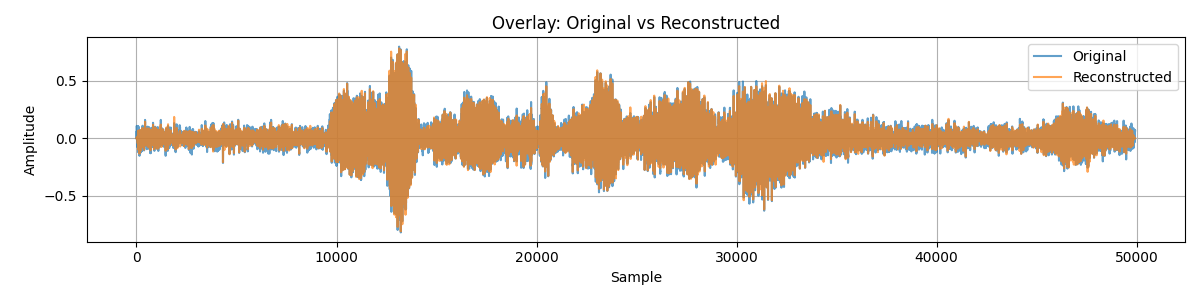 Overlay: Original vs Reconstructed
Original
Reconstructed
Amplitude
0.5
0.0
−0.5
0 10000 20000 30000 40000 50000
Sample